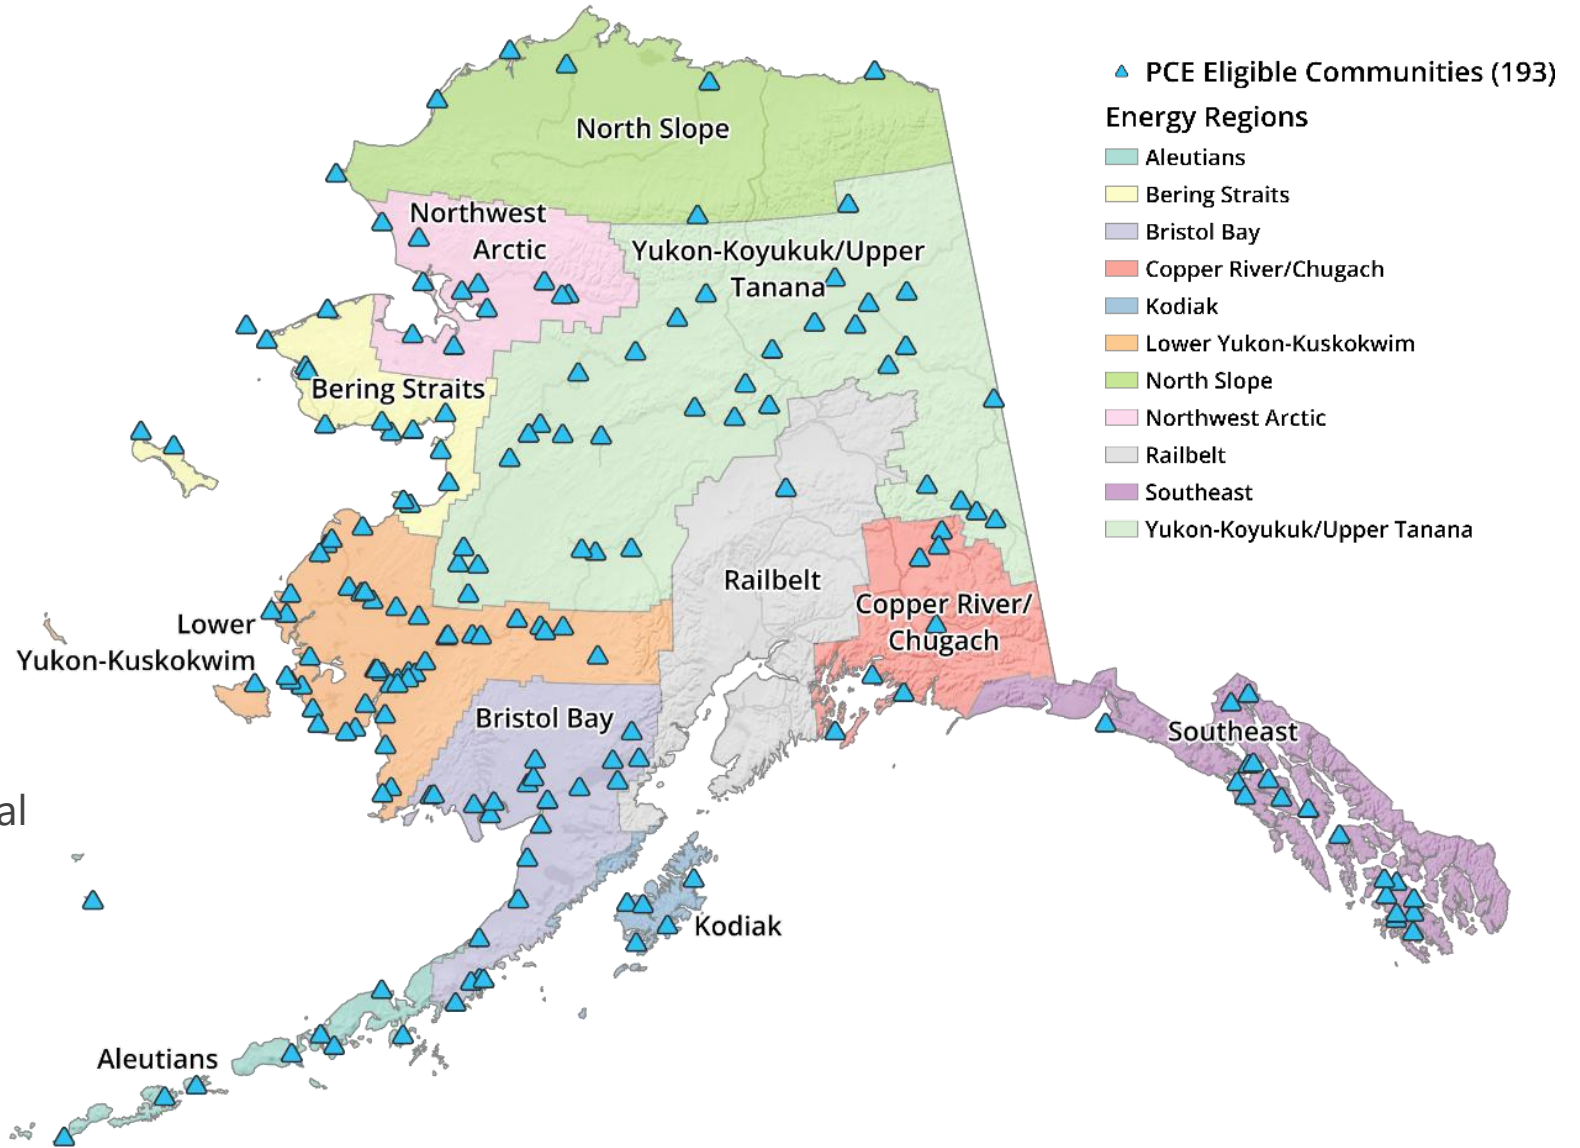 PCE Eligible Communities (193)
Energy Regions
Aleutians
Bering Straits
Bristol Bay
Copper River/Chugach
Kodiak
Lower Yukon-Kuskokwim
North Slope
Northwest Arctic
Railbelt
Southeast
Yukon-Koyukuk/Upper Tanana
North Slope
Northwest
Arctic
Yukon-Koyukuk/Upper
Tanana
Bering Straits
Railbelt
Copper River/
Chugach
Lower
Yukon-Kuskokwim
Bristol Bay
Southeast
al
Kodiak
Aleutians